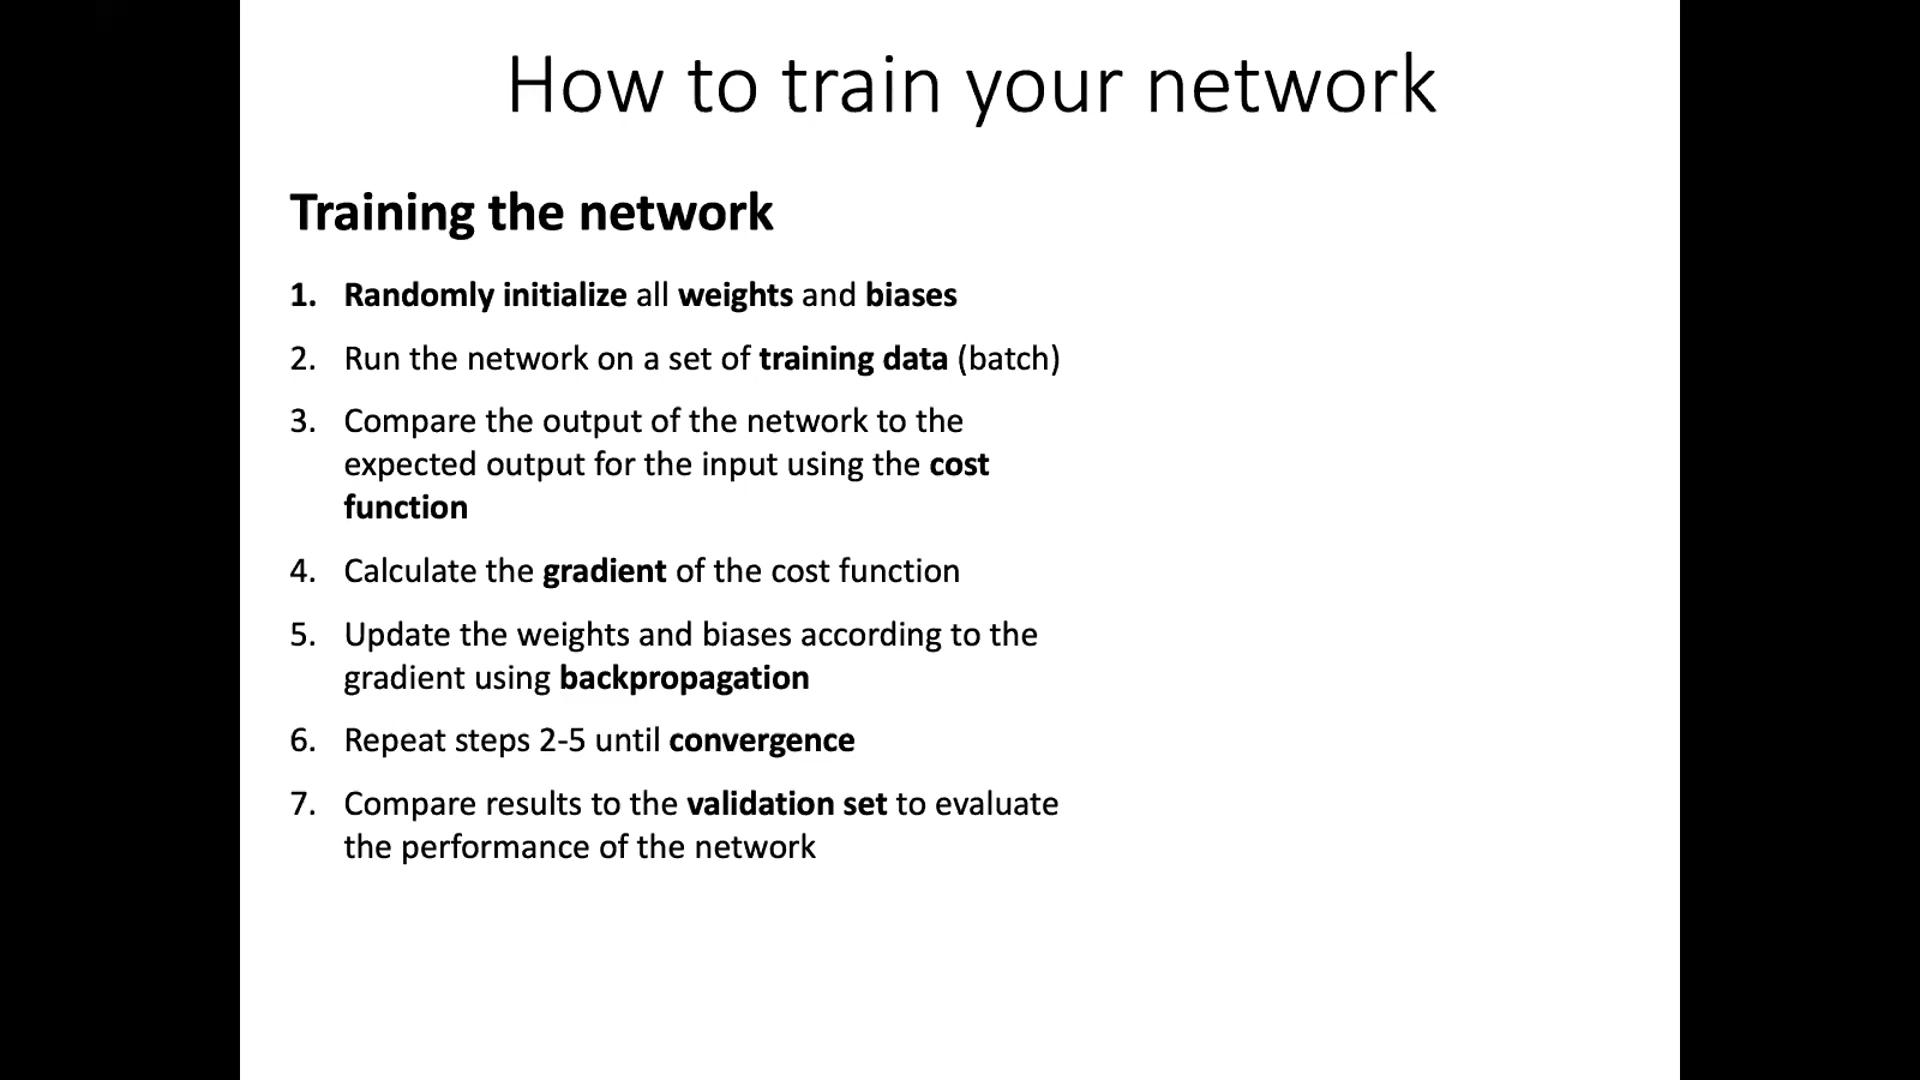 How to train your network
Training the network
1. Randomly initialize all weights and biases
2. Run the network on a set of training data (batch)
3. Compare the output of the network to the
expected output for the input using the cost
function
4. Calculate the gradient of the cost function
5. Update the weights and biases according to the
gradient using backpropagation
6. Repeat steps 2-5 until convergence
7. Compare results to the validation set to evaluate
the performance of the network